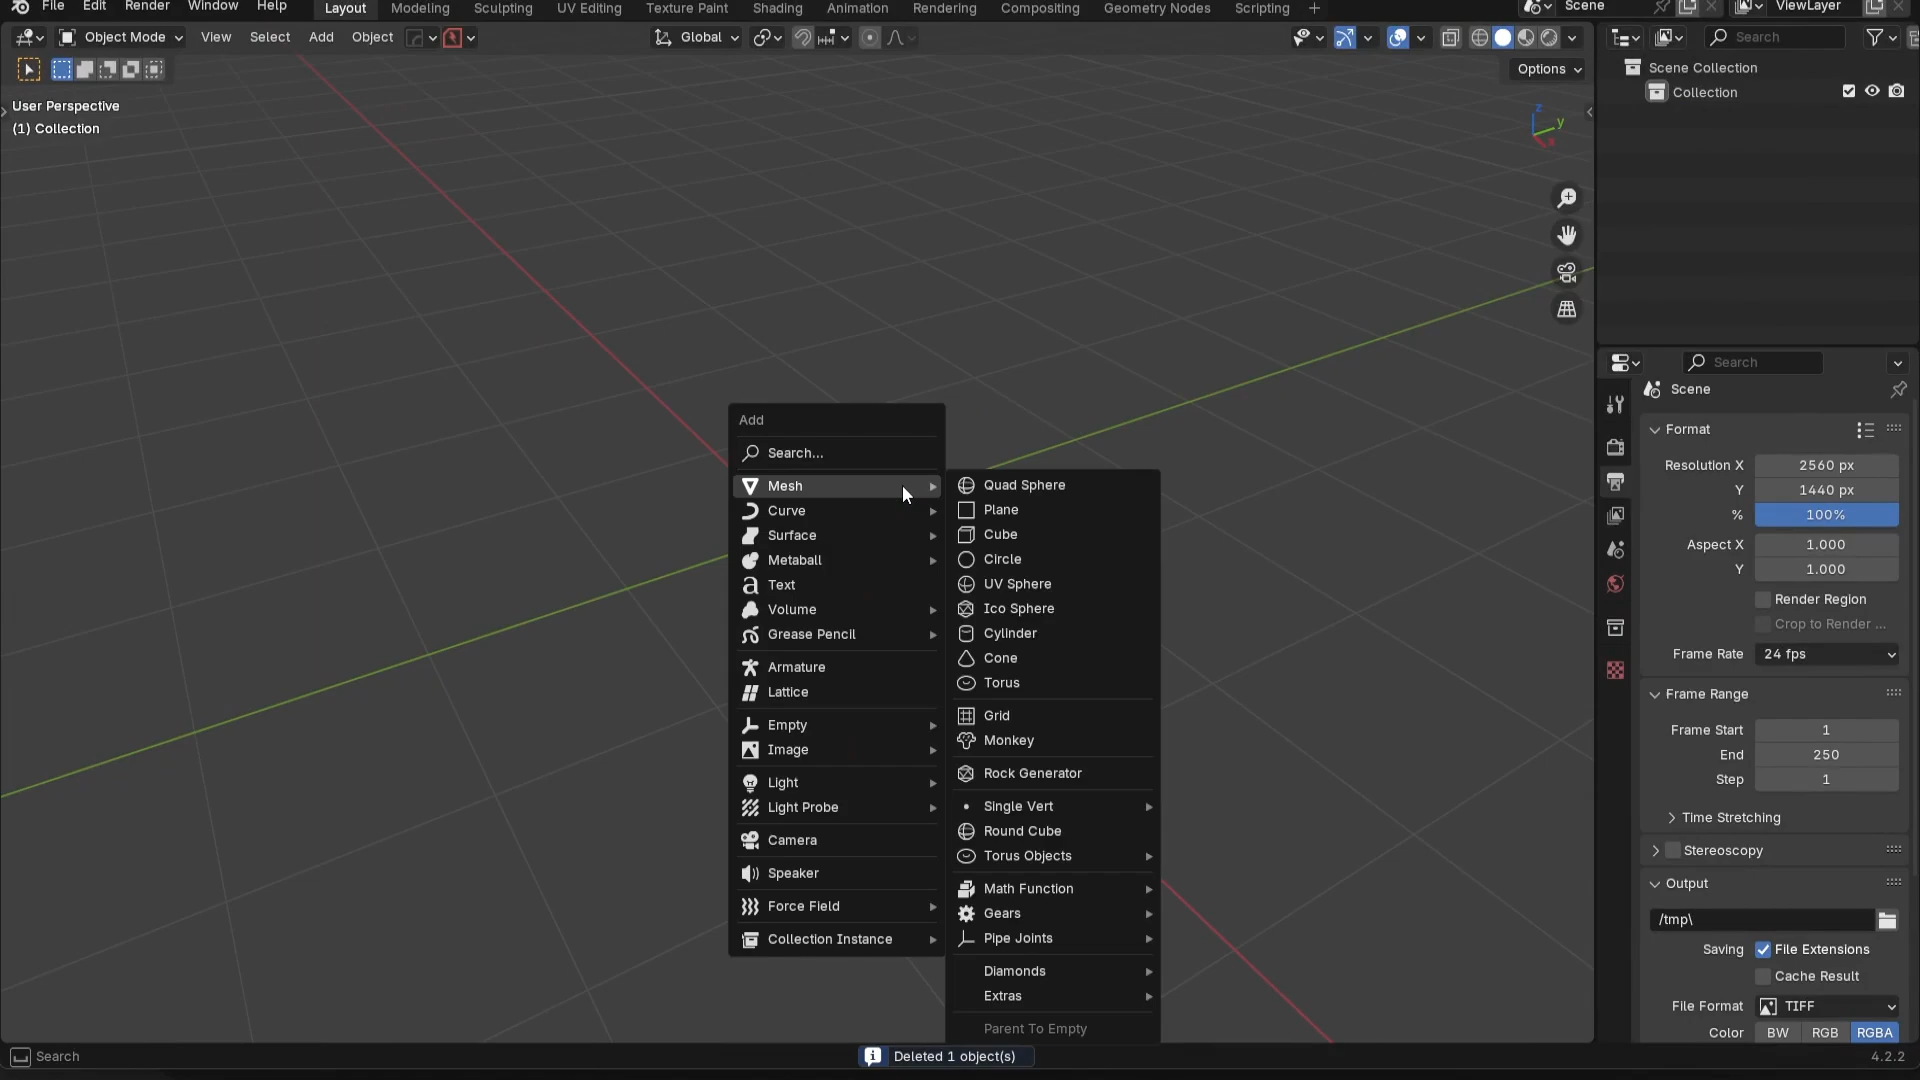 File Edit Render Window Help Layout Modeling Sculpting UV Editing Texture Paint Shading Animation Rendering Compositing Geometry Nodes Scripting + Scene ViewLayer
Object Mode View Select Add Object Global Search
Options
User Perspective
(1) Collection
z
y
x
Scene Collection
Collection
Add
Search...
Mesh
Curve
Surface
Metaball
Text
Volume
Grease Pencil
Armature
Lattice
Empty
Image
Light
Light Probe
Camera
Speaker
Force Field
Collection Instance
Quad Sphere
Plane
Cube
Circle
UV Sphere
Ico Sphere
Cylinder
Cone
Torus
Grid
Monkey
Rock Generator
Single Vert
Round Cube
Torus Objects
Math Function
Gears
Pipe Joints
Diamonds
Extras
Parent To Empty
Search
Scene
Format
Resolution X 2560 px
Y 1440 px
% 100%
Aspect X 1.000
Y 1.000
Render Region
Crop to Render ...
Frame Rate 24 fps
Frame Range
Frame Start 1
End 250
Step 1
Time Stretching
Stereoscopy
Output
/tmp\
Saving File Extensions
Cache Result
File Format TIFF
Color BW RGB RGBA
Search Deleted 1 object(s) 4.2.2